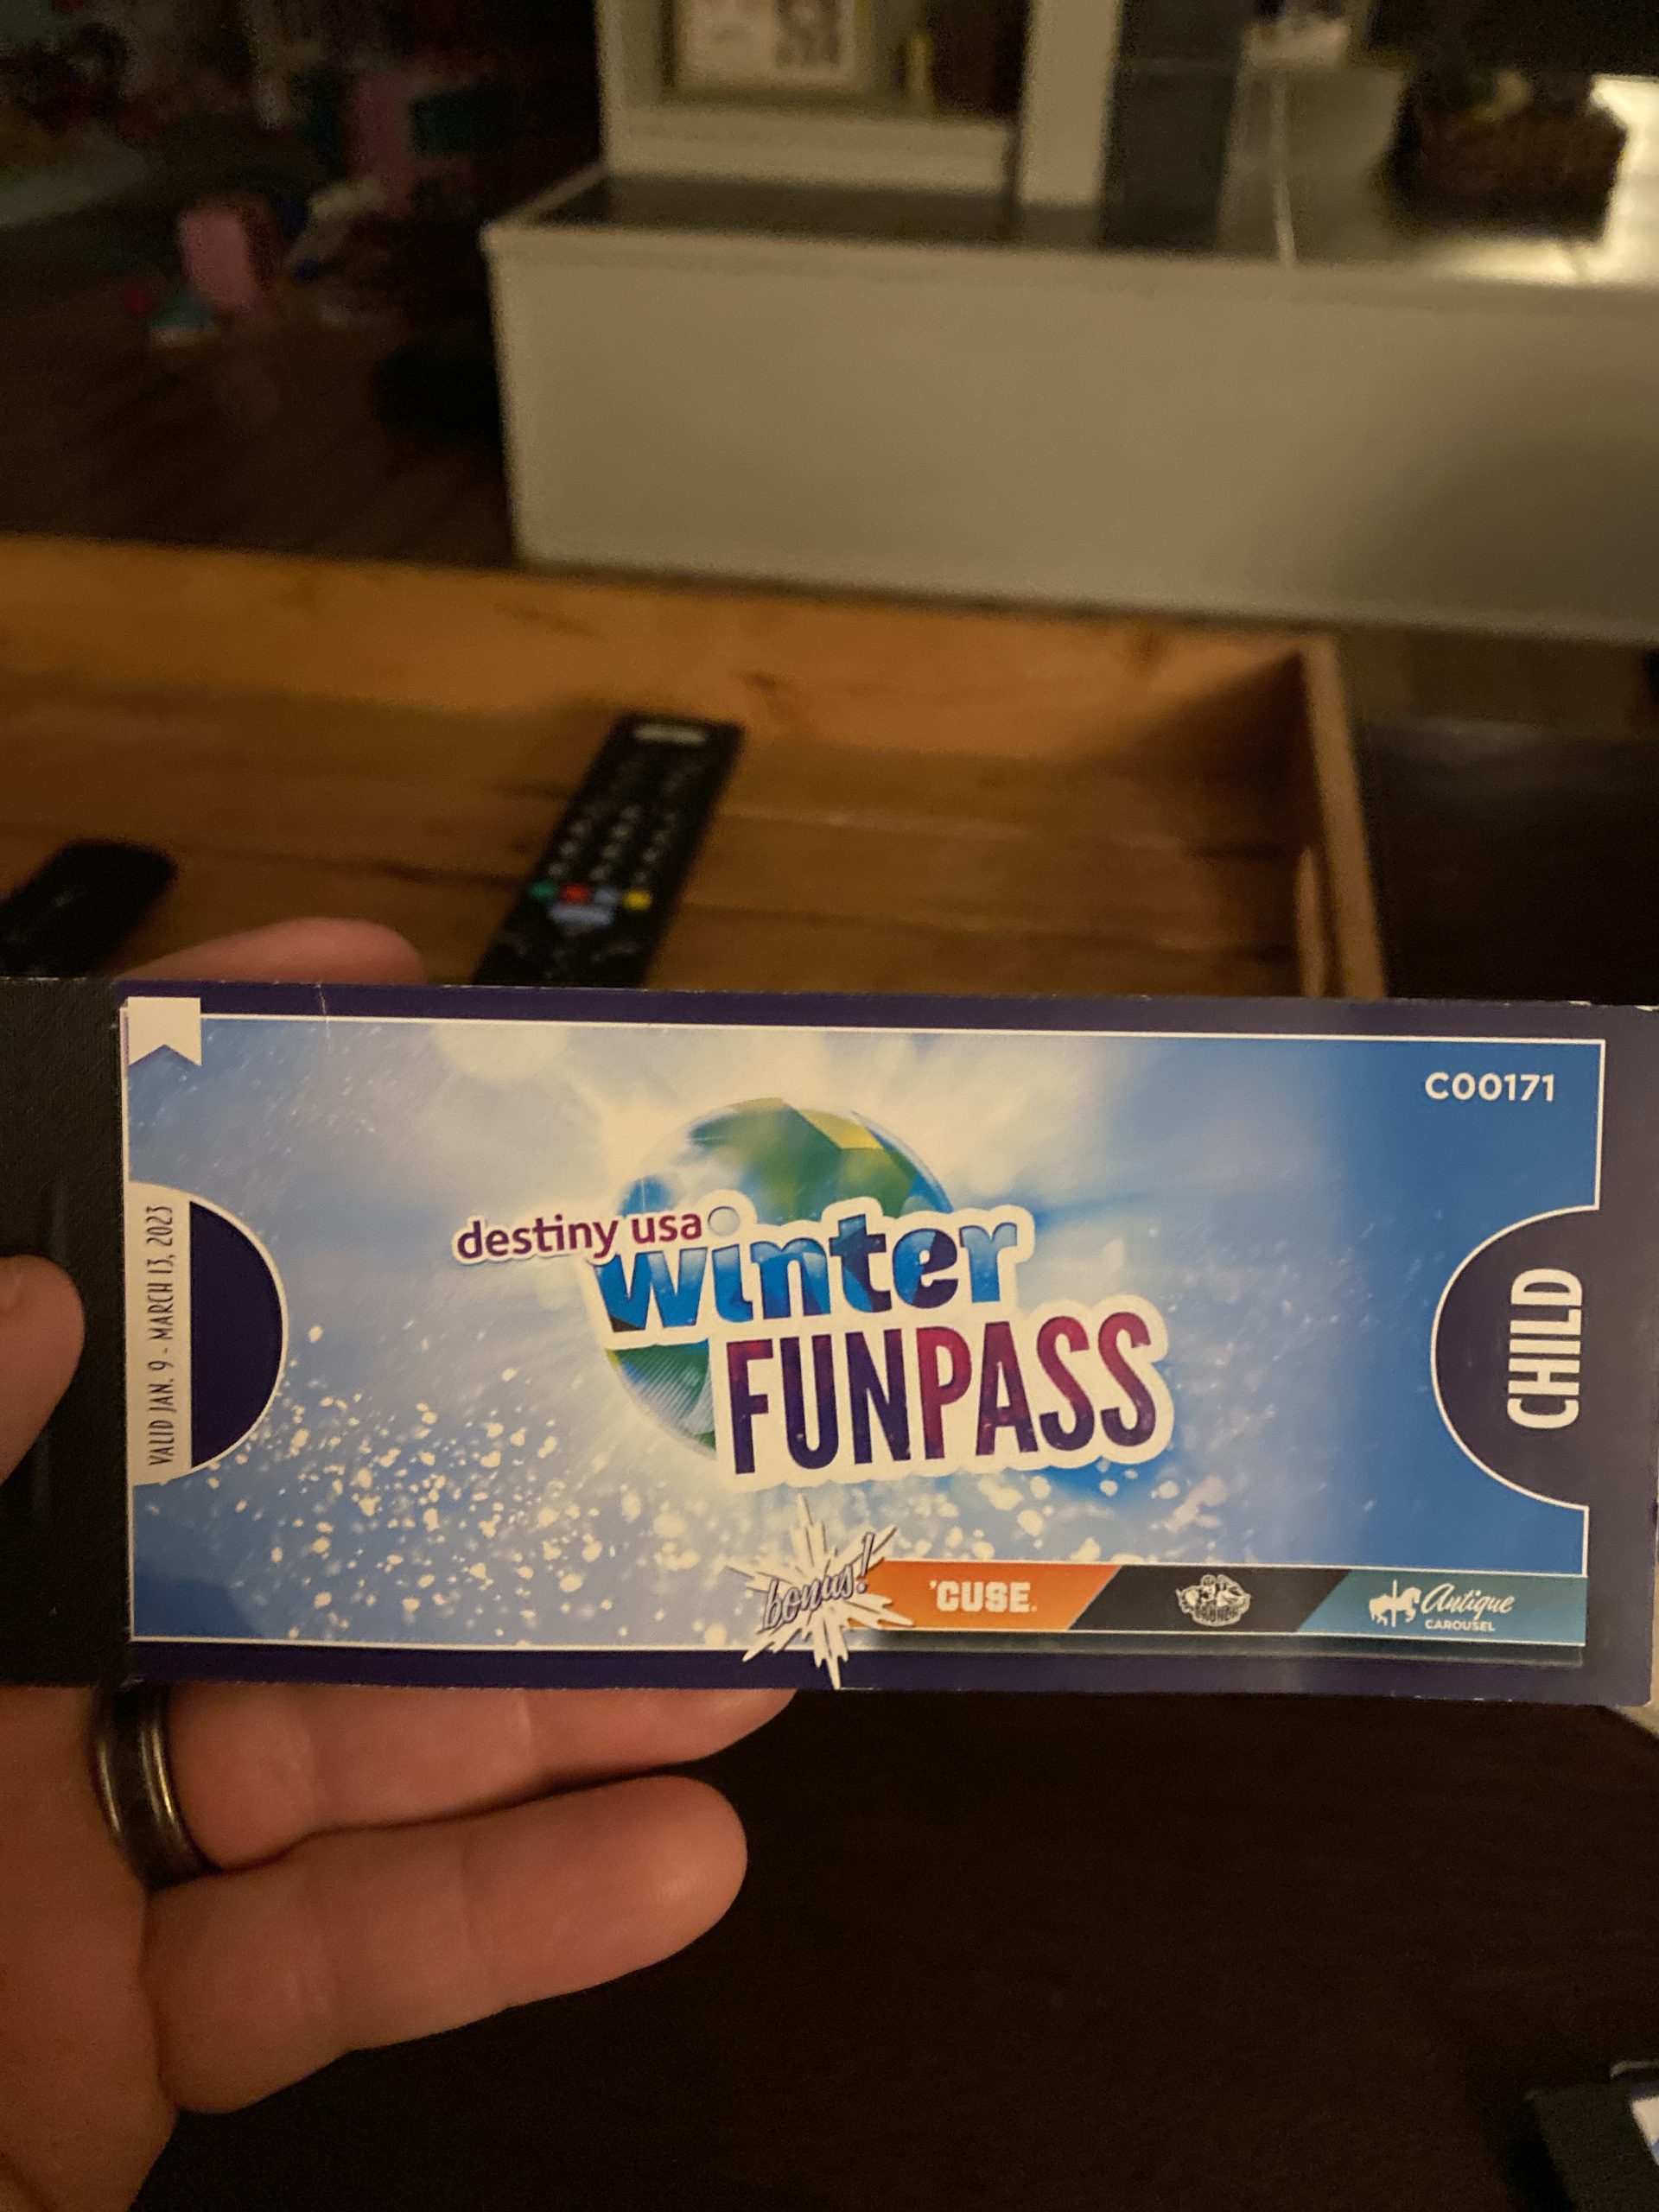 C00171
destiny usa
winter
FUNPASS
VALID JAN. 9 - MARCH 13, 2023
CHILD
bonus!
'CUSE.
Antique
CAROUSEL